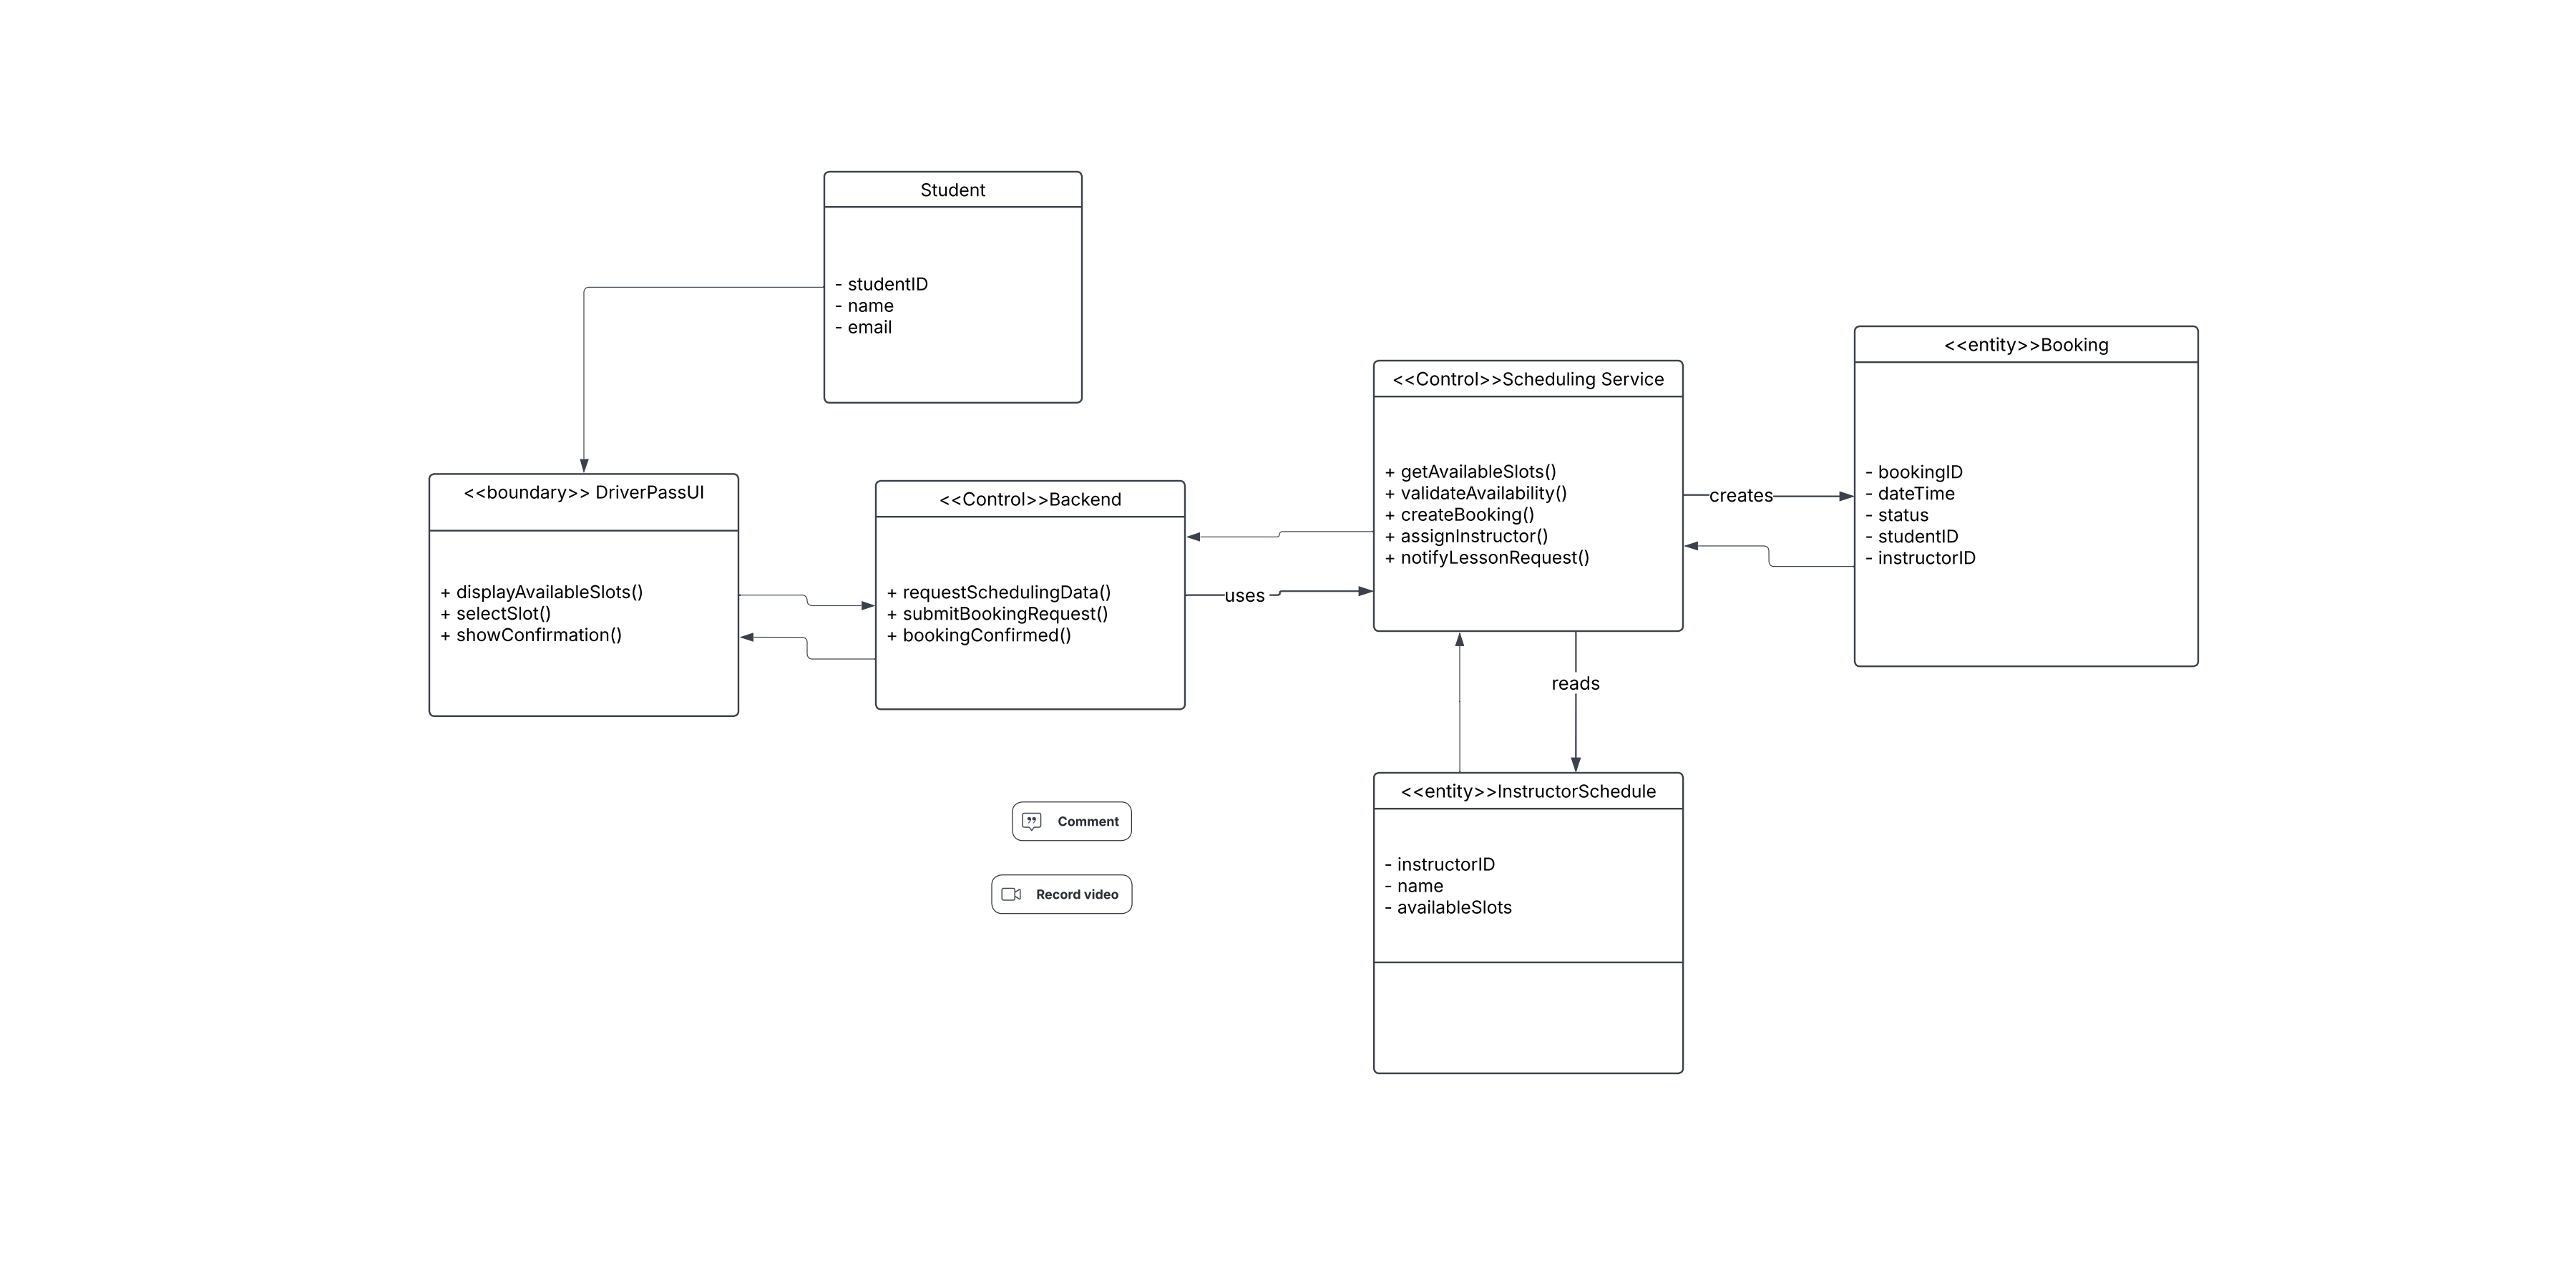 Student
- studentID
- name
- email
<<boundary>> DriverPassUI
+ displayAvailableSlots()
+ selectSlot()
+ showConfirmation()
<<Control>>Backend
+ requestSchedulingData()
+ submitBookingRequest()
+ bookingConfirmed()
uses
<<Control>>Scheduling Service
+ getAvailableSlots()
+ validateAvailability()
+ createBooking()
+ assignInstructor()
+ notifyLessonRequest()
creates
<<entity>>Booking
- bookingID
- dateTime
- status
- studentID
- instructorID
reads
<<entity>>InstructorSchedule
- instructorID
- name
- availableSlots
Comment
Record video